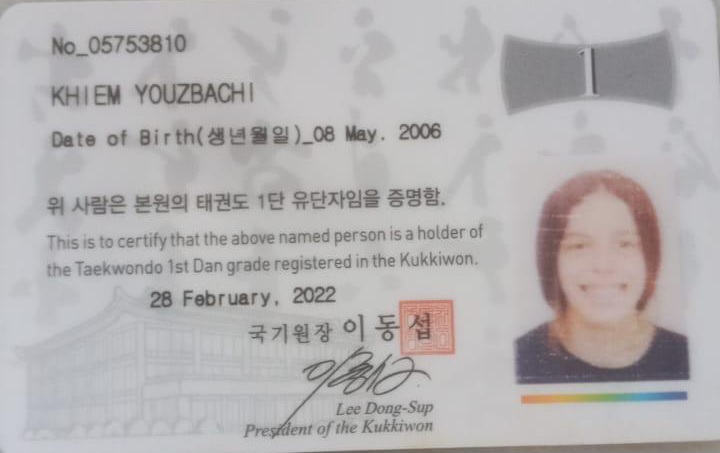 No_05753810
1
KHIEM YOUZBACHI
Date of Birth(생년월일)_08 May. 2006
위 사람은 본원의 태권도 1단 유단자임을 증명함.
This is to certify that the above named person is a holder of
the Taekwondo 1st Dan grade registered in the Kukkiwon.
28 February, 2022
국기원장 이동섭
Lee Dong-Sup
President of the Kukkiwon